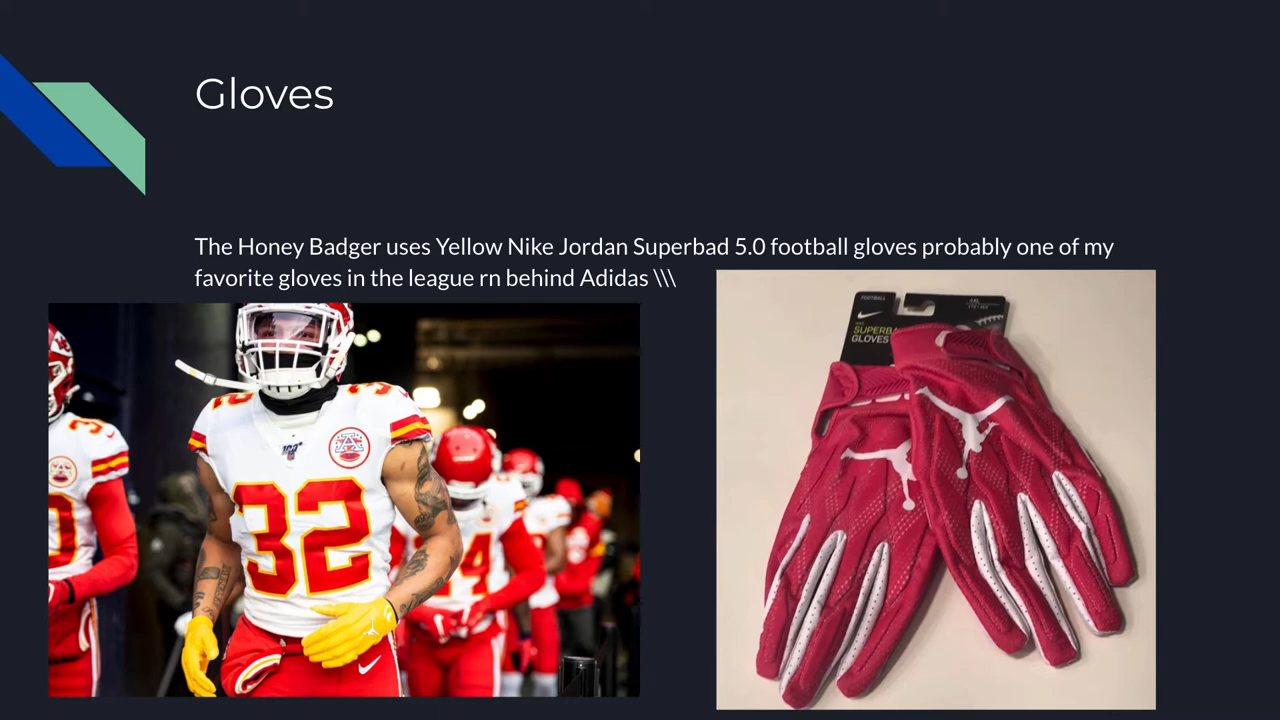 Gloves
The Honey Badger uses Yellow Nike Jordan Superbad 5.0 football gloves probably one of my
favorite gloves in the league rn behind Adidas \\\
32
FOOTBALL
GLOVES